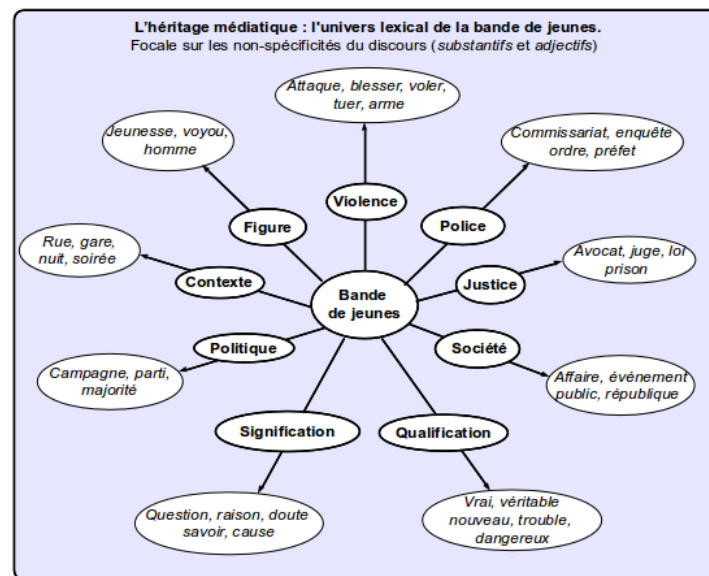 L'héritage médiatique : l'univers lexical de la bande de jeunes.
Focale sur les non-spécificités du discours (substantifs et adjectifs)
Attaque, blesser, voler,
tuer, arme
Jeunesse, voyou,
homme
Commissariat, enquête
ordre, préfet
Violence
Figure
Police
Rue, gare,
nuit, soirée
Avocat, juge, loi
prison
Contexte
Justice
Bande
de jeunes
Politique
Société
Campagne, parti,
majorité
Affaire, événement
public, république
Signification
Qualification
Question, raison, doute
savoir, cause
Vrai, véritable
nouveau, trouble,
dangereux